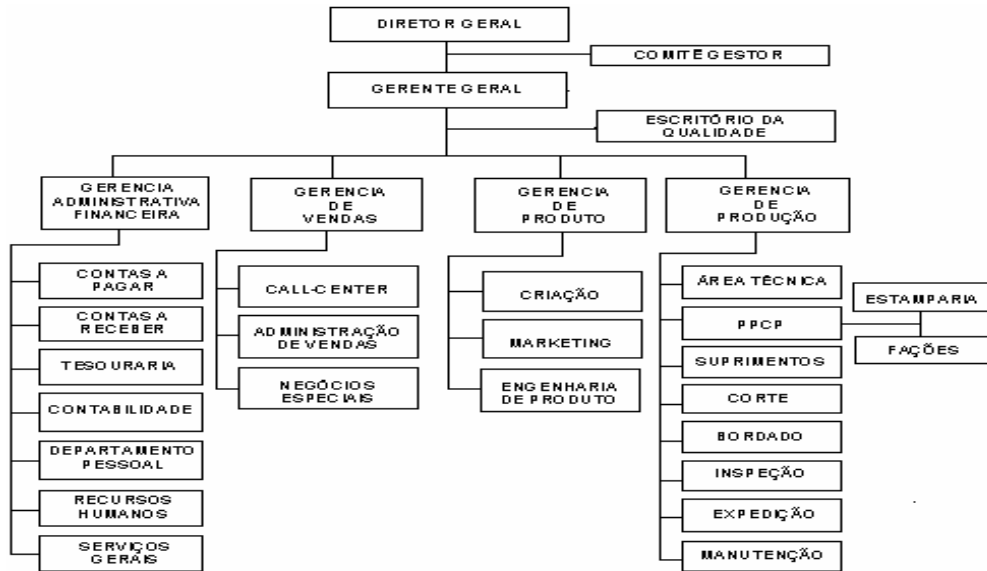 DIRETOR GERAL
COMITÊ GESTOR
GERENTE GERAL
ESCRITÓRIO DA
QUALIDADE
GERENCIA
ADMINISTRATIVA
FINANCEIRA
GERENCIA
DE
VENDAS
GERENCIA
DE
PRODUTO
GERENCIA
DE
PRODUÇÃO
CONTAS A
PAGAR
CONTAS A
RECEBER
TESOURARIA
CONTABILIDADE
DEPARTAMENTO
PESSOAL
RECURSOS
HUMANOS
SERVIÇOS
GERAIS
CALL-CENTER
ADMINISTRAÇÃO
DE VENDAS
NEGÓCIOS
ESPECIAIS
CRIAÇÃO
MARKETING
ENGENHARIA
DE PRODUTO
ÁREA TÉCNICA
PPCP
SUPRIMENTOS
CORTE
BORDADO
INSPEÇÃO
EXPEDIÇÃO
MANUTENÇÃO
ESTAMPARIA
FAÇÕES